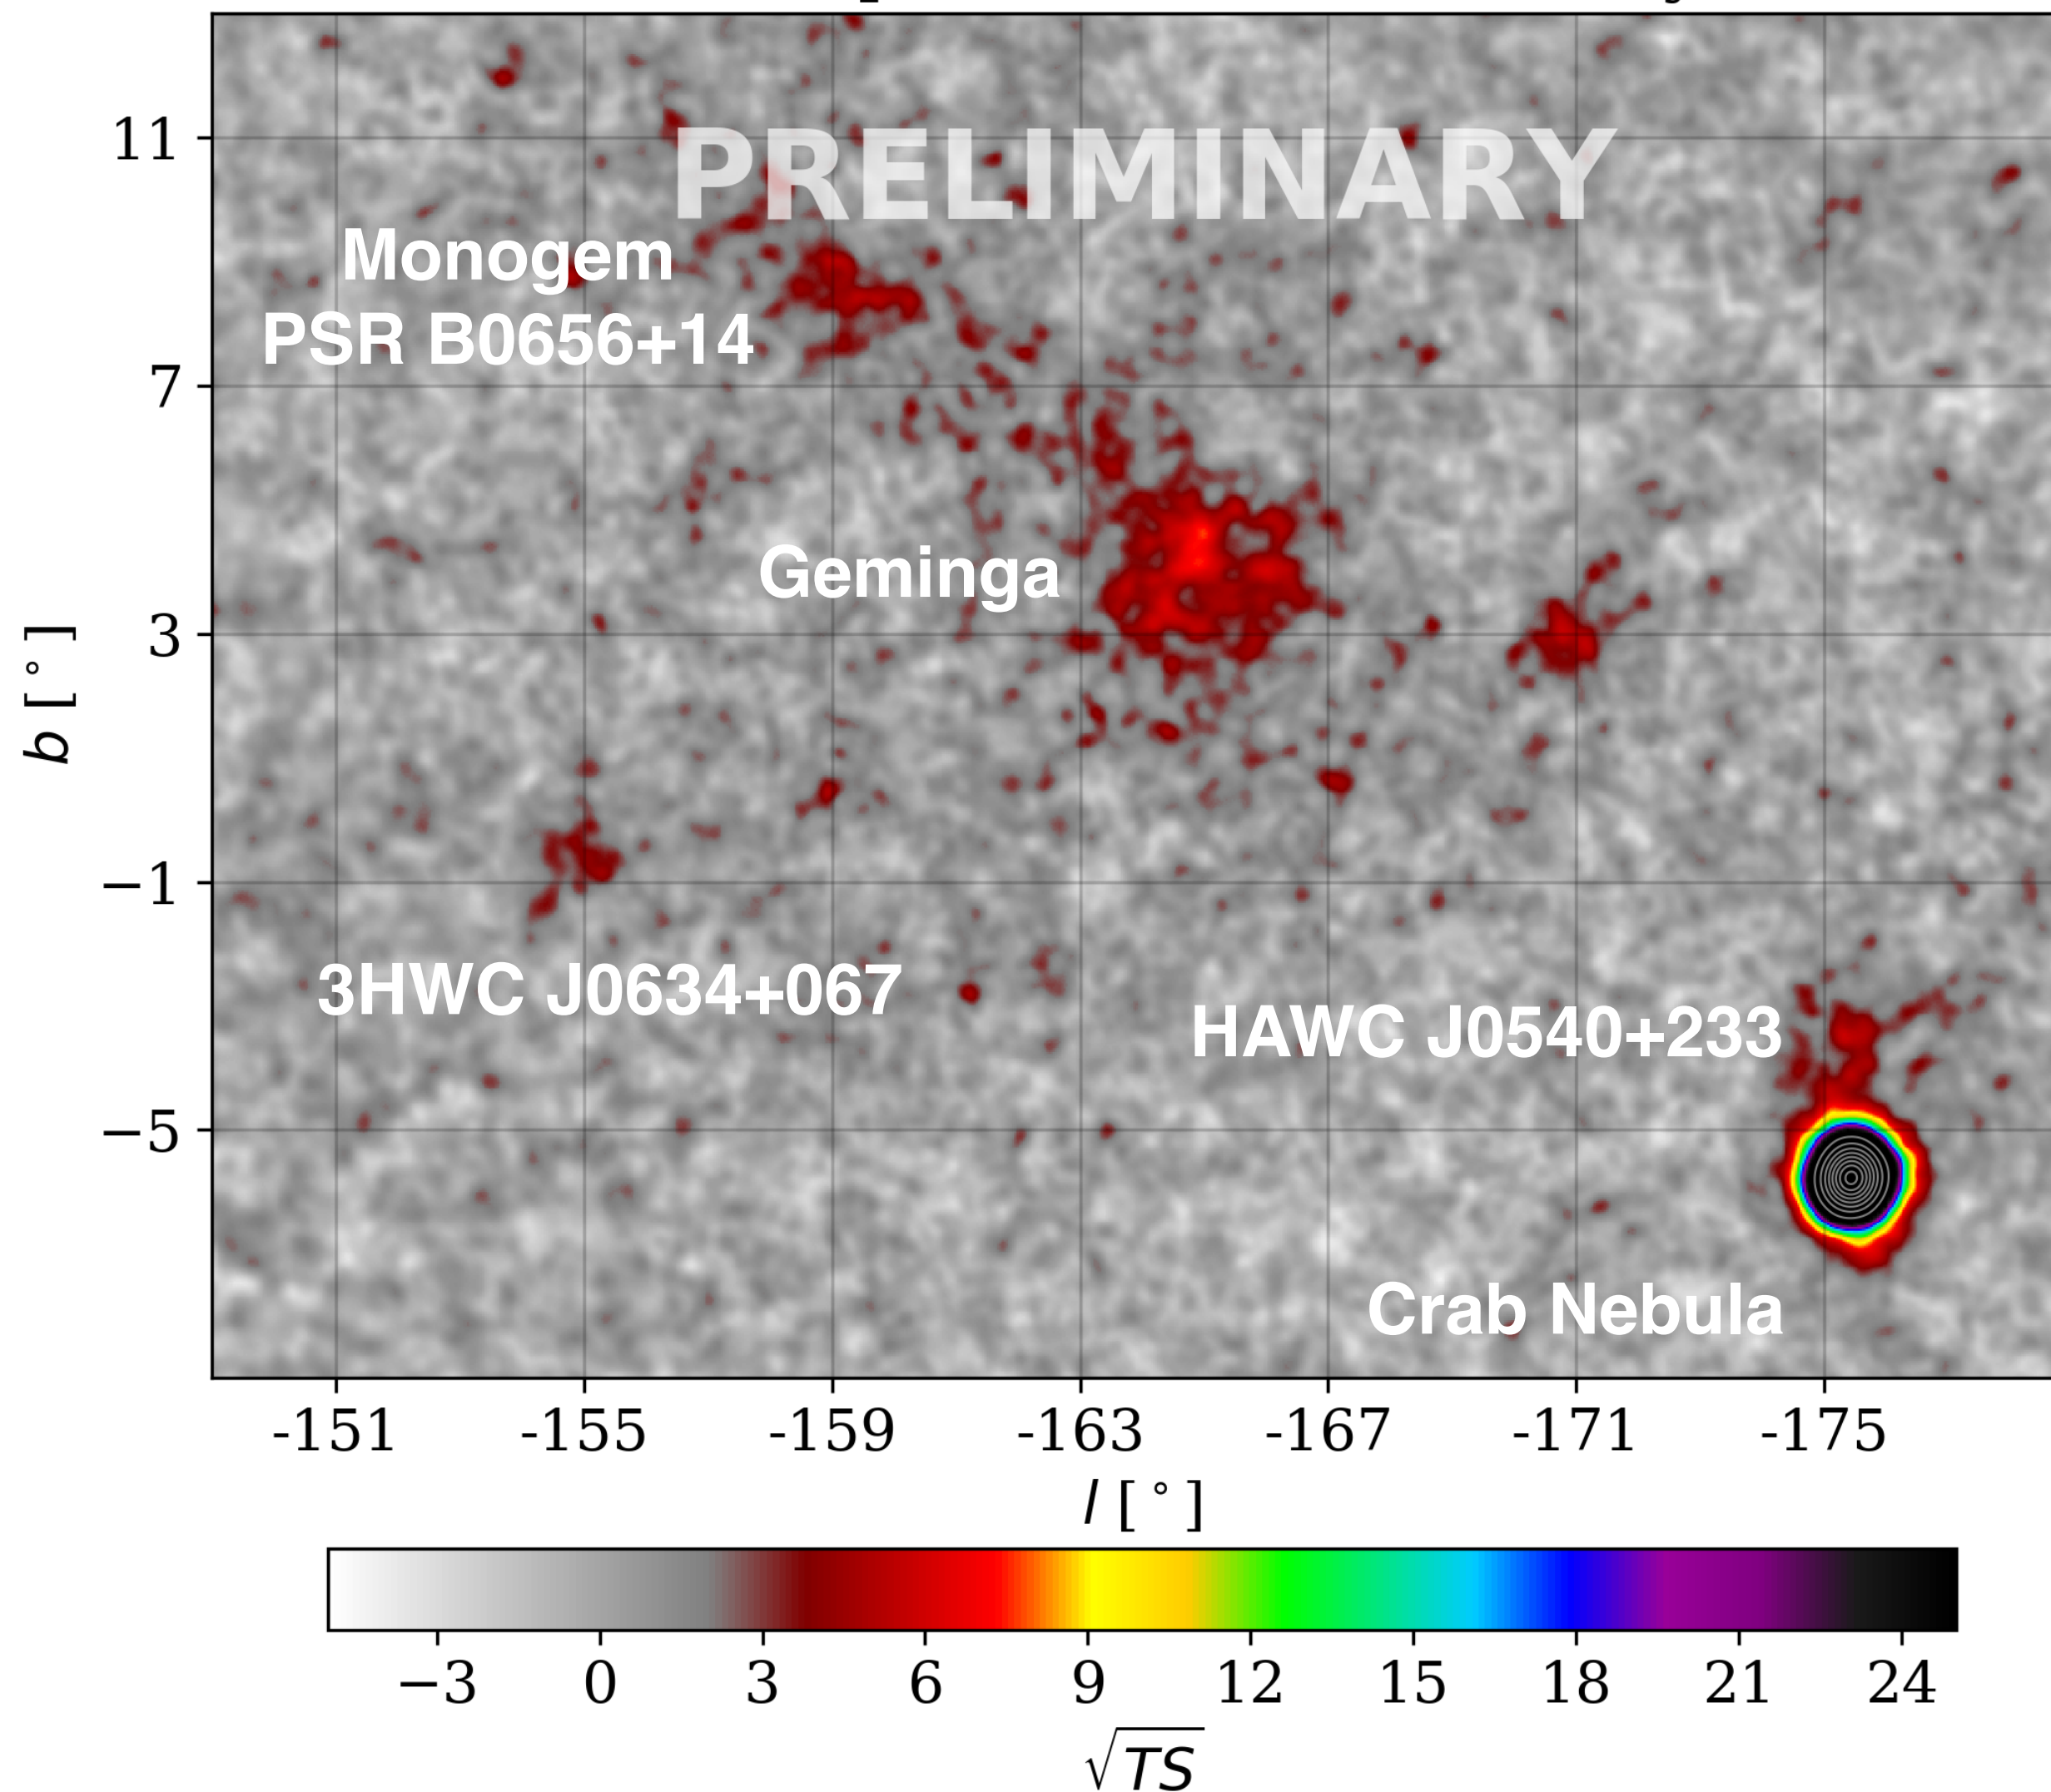 11
PRELIMINARY
Monogem
PSR B0656+14
7
Geminga
3
b [°]
−1
3HWC J0634+067
HAWC J0540+233
−5
Crab Nebula
-151 -155 -159 -163 -167 -171 -175
l [°]
−3 0 3 6 9 12 15 18 21 24
√TS